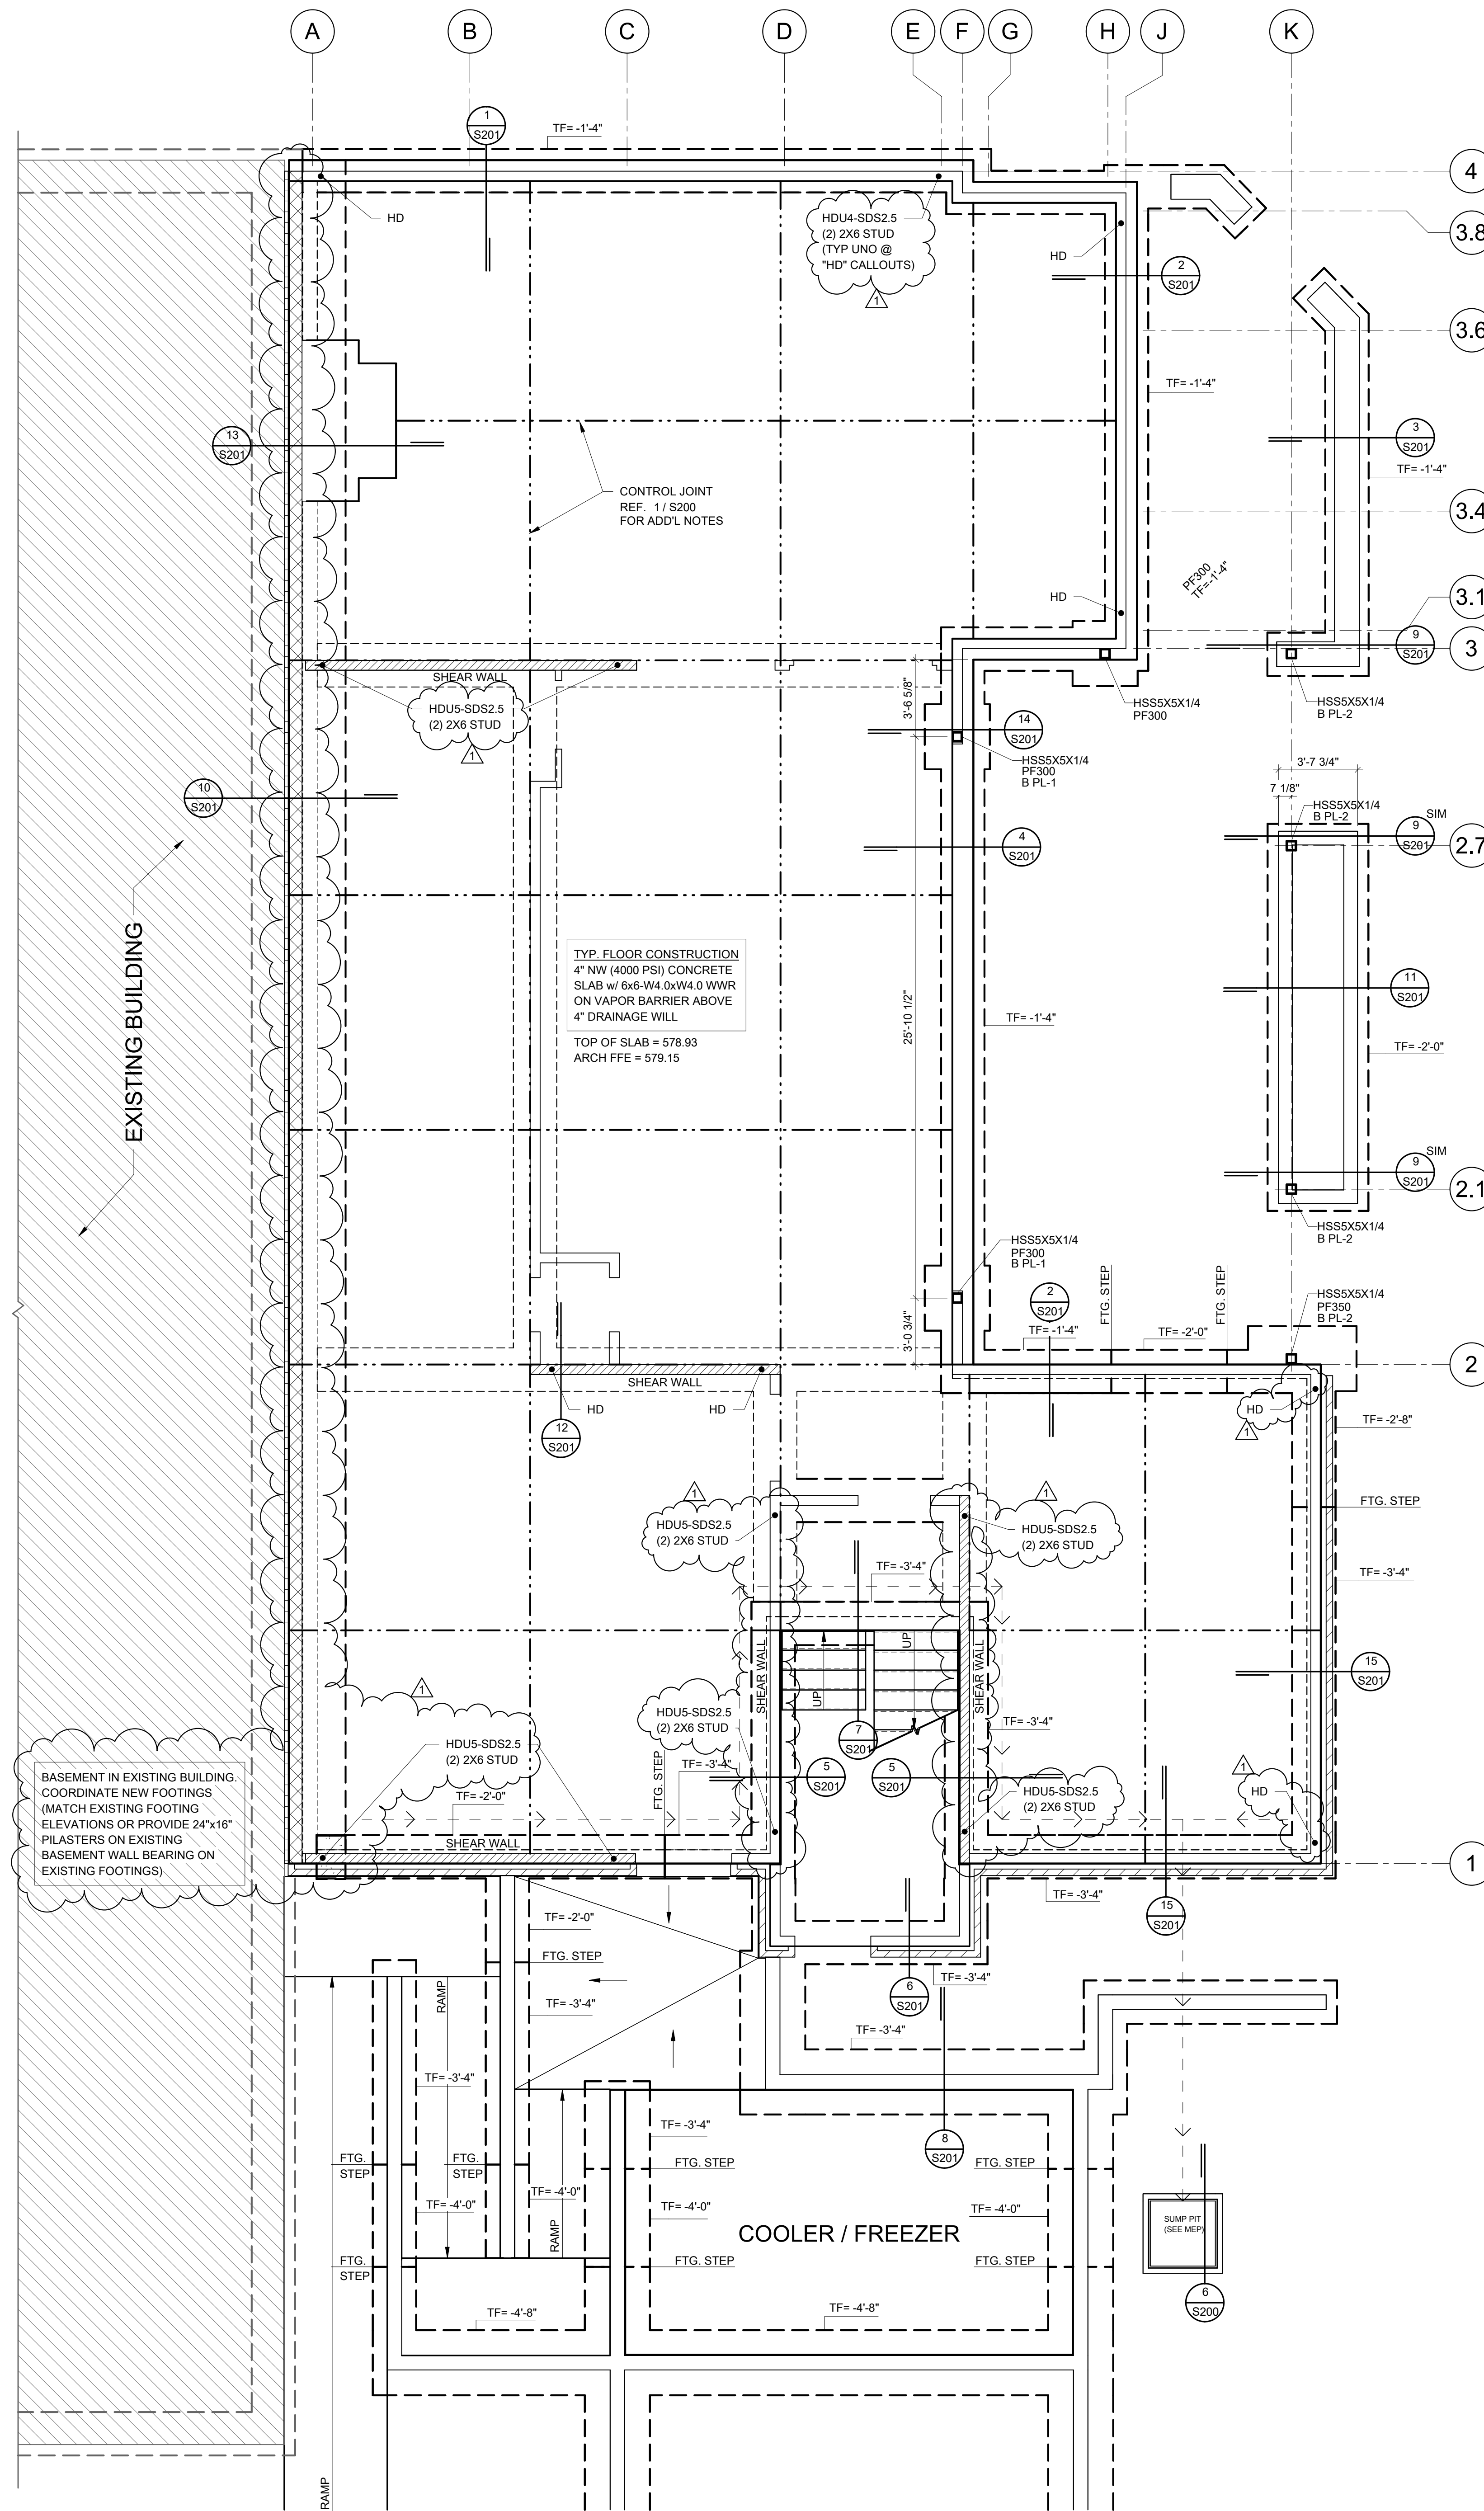 A
B
C
D
E
F
G
H
J
K
1
S201
TF= -1'-4"
4
HD
HDU4-SDS2.5
(2) 2X6 STUD
(TYP UNO @
"HD" CALLOUTS)
1
HD
2
S201
3.8
3.6
TF= -1'-4"
13
S201
3
S201
TF= -1'-4"
CONTROL JOINT
REF. 1 / S200
FOR ADD'L NOTES
3.4
PF300
TF=-1'-4"
HD
3.1
9
S201
3
SHEAR WALL
HDU5-SDS2.5
(2) 2X6 STUD
1
3'-6 5/8"
HSS5X5X1/4
PF300
HSS5X5X1/4
B PL-2
14
S201
HSS5X5X1/4
PF300
B PL-1
10
S201
3'-7 3/4"
7 1/8"
HSS5X5X1/4
B PL-2
9
S201
SIM
2.7
4
S201
EXISTING BUILDING
TYP. FLOOR CONSTRUCTION
4" NW (4000 PSI) CONCRETE
SLAB w/ 6x6-W4.0xW4.0 WWR
ON VAPOR BARRIER ABOVE
4" DRAINAGE WILL
TOP OF SLAB = 578.93
ARCH FFE = 579.15
25'-10 1/2"
TF= -1'-4"
11
S201
TF= -2'-0"
9
S201
SIM
2.1
HSS5X5X1/4
B PL-2
HSS5X5X1/4
PF300
B PL-1
3'-0 3/4"
2
S201
TF= -1'-4"
FTG. STEP
TF= -2'-0"
FTG. STEP
HSS5X5X1/4
PF350
B PL-2
2
SHEAR WALL
HD
HD
12
S201
HD
1
TF= -2'-8"
FTG. STEP
1
HDU5-SDS2.5
(2) 2X6 STUD
1
HDU5-SDS2.5
(2) 2X6 STUD
TF= -3'-4"
TF= -3'-4"
SHEAR WALL
UP
UP
SHEAR WALL
15
S201
1
HDU5-SDS2.5
(2) 2X6 STUD
HDU5-SDS2.5
(2) 2X6 STUD
7
S201
TF= -3'-4"
BASEMENT IN EXISTING BUILDING.
COORDINATE NEW FOOTINGS
(MATCH EXISTING FOOTING
ELEVATIONS OR PROVIDE 24"x16"
PILASTERS ON EXISTING
BASEMENT WALL BEARING ON
EXISTING FOOTINGS)
TF= -2'-0"
SHEAR WALL
FTG. STEP
TF= -3'-4"
5
S201
5
S201
HDU5-SDS2.5
(2) 2X6 STUD
1
HD
1
TF= -3'-4"
15
S201
TF= -2'-0"
FTG. STEP
TF= -3'-4"
RAMP
6
S201
TF= -3'-4"
TF= -3'-4"
TF= -3'-4"
TF= -3'-4"
8
S201
FTG.
STEP
FTG.
STEP
FTG. STEP
FTG. STEP
TF= -4'-0"
TF= -4'-0"
TF= -4'-0"
TF= -4'-0"
RAMP
COOLER / FREEZER
SUMP PIT
(SEE MEP)
FTG.
STEP
FTG. STEP
FTG. STEP
6
S200
TF= -4'-8"
TF= -4'-8"
RAMP